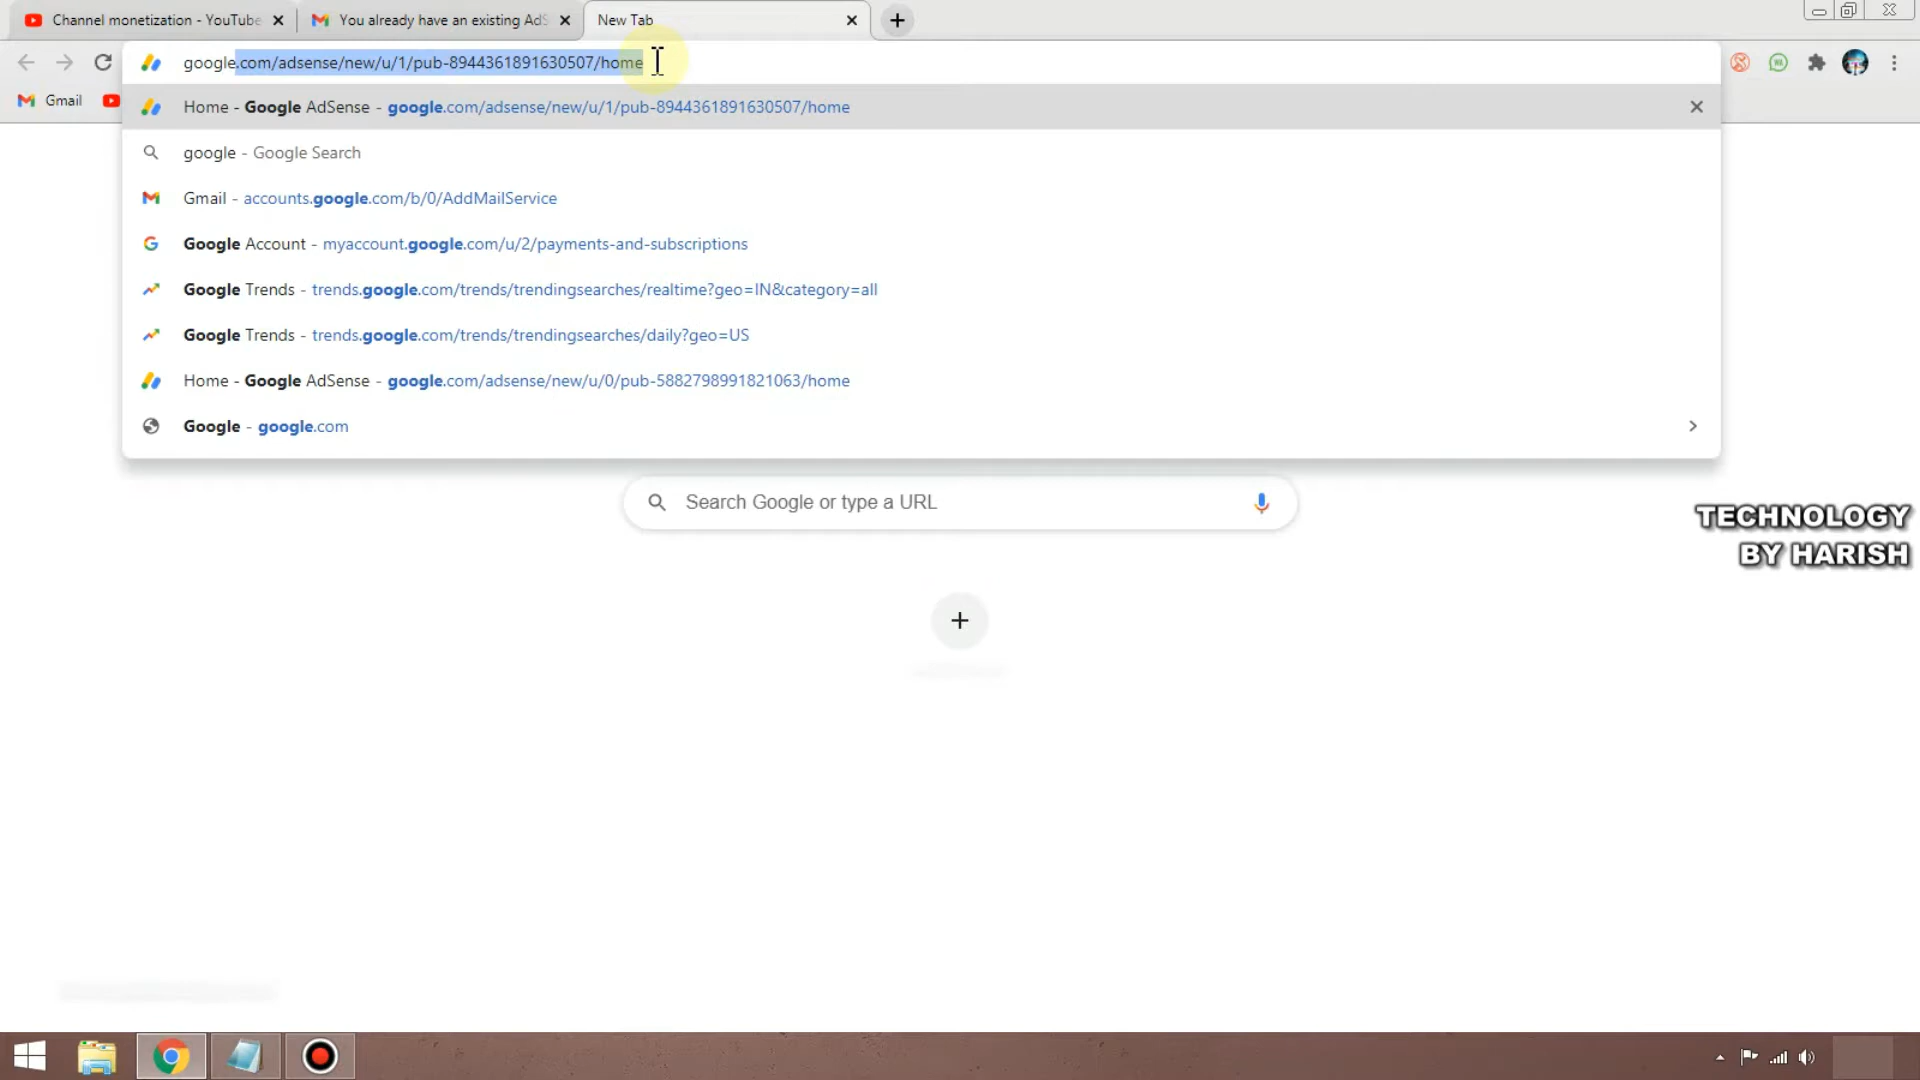 Channel monetization - YouTube
You already have an existing AdS
New Tab
google.com/adsense/new/u/1/pub-8944361891630507/home
Gmail
Home - Google AdSense - google.com/adsense/new/u/1/pub-8944361891630507/home
google - Google Search
Gmail - accounts.google.com/b/0/AddMailService
Google Account - myaccount.google.com/u/2/payments-and-subscriptions
Google Trends - trends.google.com/trends/trendingsearches/realtime?geo=IN&category=all
Google Trends - trends.google.com/trends/trendingsearches/daily?geo=US
Home - Google AdSense - google.com/adsense/new/u/0/pub-5882798991821063/home
Google - google.com
Search Google or type a URL
TECHNOLOGY
BY HARISH